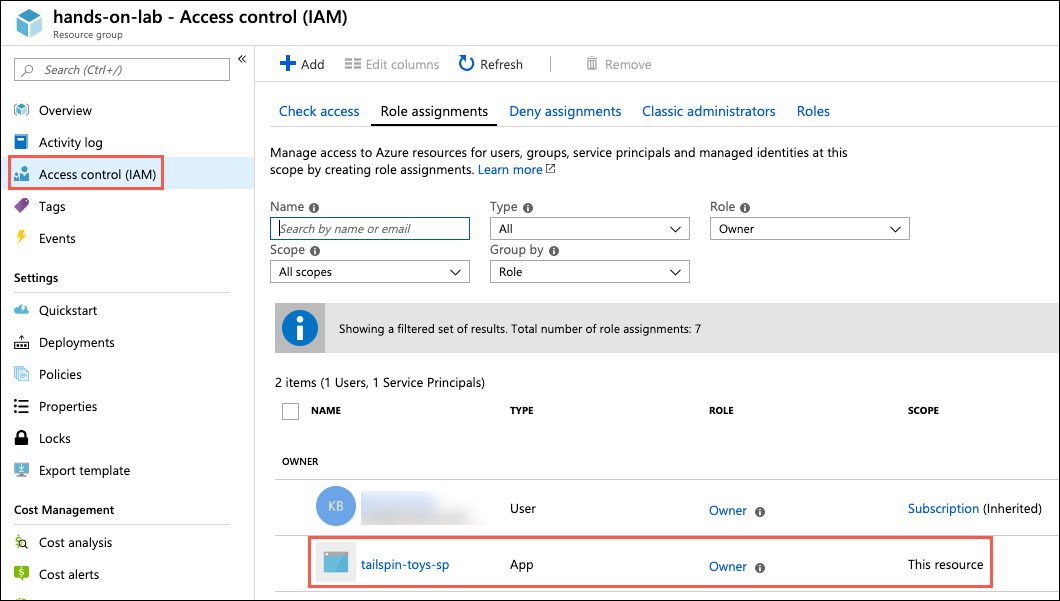 hands-on-lab - Access control (IAM)
Resource group
Search (Ctrl+/)
«
Overview
Activity log
Access control (IAM)
Tags
Events
Settings
Quickstart
Deployments
Policies
Properties
Locks
Export template
Cost Management
Cost analysis
Cost alerts
Add
Edit columns
Refresh
Remove
Check access
Role assignments
Deny assignments
Classic administrators
Roles
Manage access to Azure resources for users, groups, service principals and managed identities at this
scope by creating role assignments. Learn more
Name
Type
Role
Search by name or email
All
Owner
Scope
Group by
All scopes
Role
Showing a filtered set of results. Total number of role assignments: 7
2 items (1 Users, 1 Service Principals)
NAME TYPE ROLE SCOPE
OWNER
KB User Owner Subscription (Inherited)
tailspin-toys-sp App Owner This resource